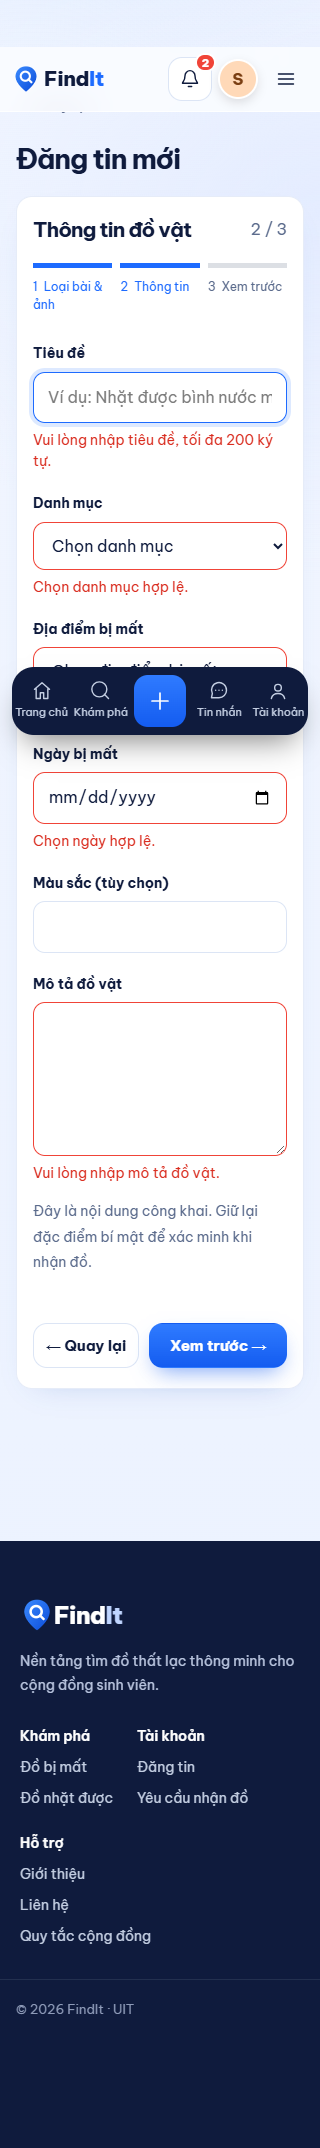 FindIt
2
S
Đăng tin mới
Thông tin đồ vật
2 / 3
1 Loại bài &
ảnh
2 Thông tin
3 Xem trước
Tiêu đề
Ví dụ: Nhặt được bình nước m
Vui lòng nhập tiêu đề, tối đa 200 ký
tự.
Danh mục
Chọn danh mục
Chọn danh mục hợp lệ.
Địa điểm bị mất
Trang chủ
Khám phá
Tin nhắn
Tài khoản
Ngày bị mất
mm/dd/yyyy
Chọn ngày hợp lệ.
Màu sắc (tùy chọn)
Mô tả đồ vật
Vui lòng nhập mô tả đồ vật.
Đây là nội dung công khai. Giữ lại
đặc điểm bí mật để xác minh khi
nhận đồ.
← Quay lại
Xem trước →
FindIt
Nền tảng tìm đồ thất lạc thông minh cho
cộng đồng sinh viên.
Khám phá
Đồ bị mất
Đồ nhặt được
Tài khoản
Đăng tin
Yêu cầu nhận đồ
Hỗ trợ
Giới thiệu
Liên hệ
Quy tắc cộng đồng
© 2026 FindIt · UIT